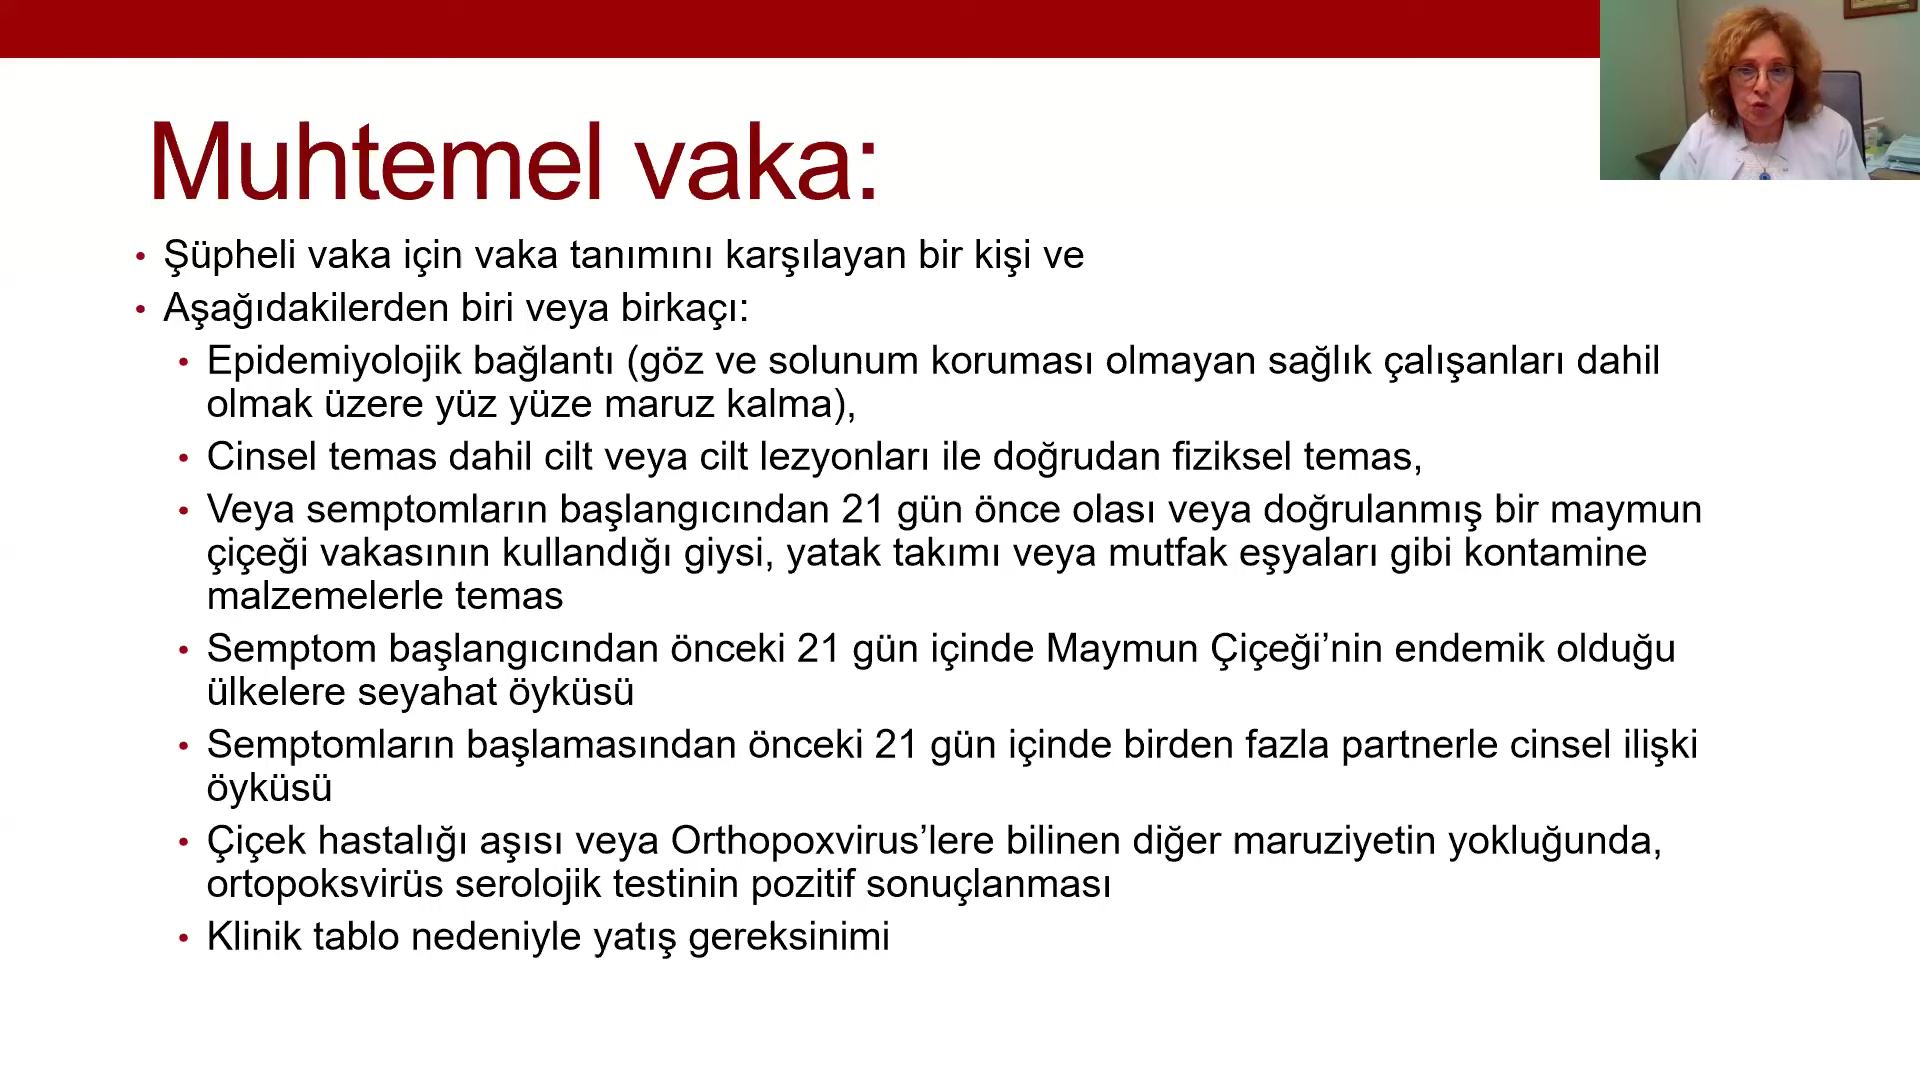 Muhtemel vaka:
• Şüpheli vaka için vaka tanımını karşılayan bir kişi ve
• Aşağıdakilerden biri veya birkaçı:
• Epidemiyolojik bağlantı (göz ve solunum koruması olmayan sağlık çalışanları dahil
olmak üzere yüz yüze maruz kalma),
• Cinsel temas dahil cilt veya cilt lezyonları ile doğrudan fiziksel temas,
• Veya semptomların başlangıcından 21 gün önce olası veya doğrulanmış bir maymun
çiçeği vakasının kullandığı giysi, yatak takımı veya mutfak eşyaları gibi kontamine
malzemelerle temas
• Semptom başlangıcından önceki 21 gün içinde Maymun Çiçeği’nin endemik olduğu
ülkelere seyahat öyküsü
• Semptomların başlamasından önceki 21 gün içinde birden fazla partnerle cinsel ilişki
öyküsü
• Çiçek hastalığı aşısı veya Orthopoxvirus’lere bilinen diğer maruziyetin yokluğunda,
ortopoksvirüs serolojik testinin pozitif sonuçlanması
• Klinik tablo nedeniyle yatış gereksinimi